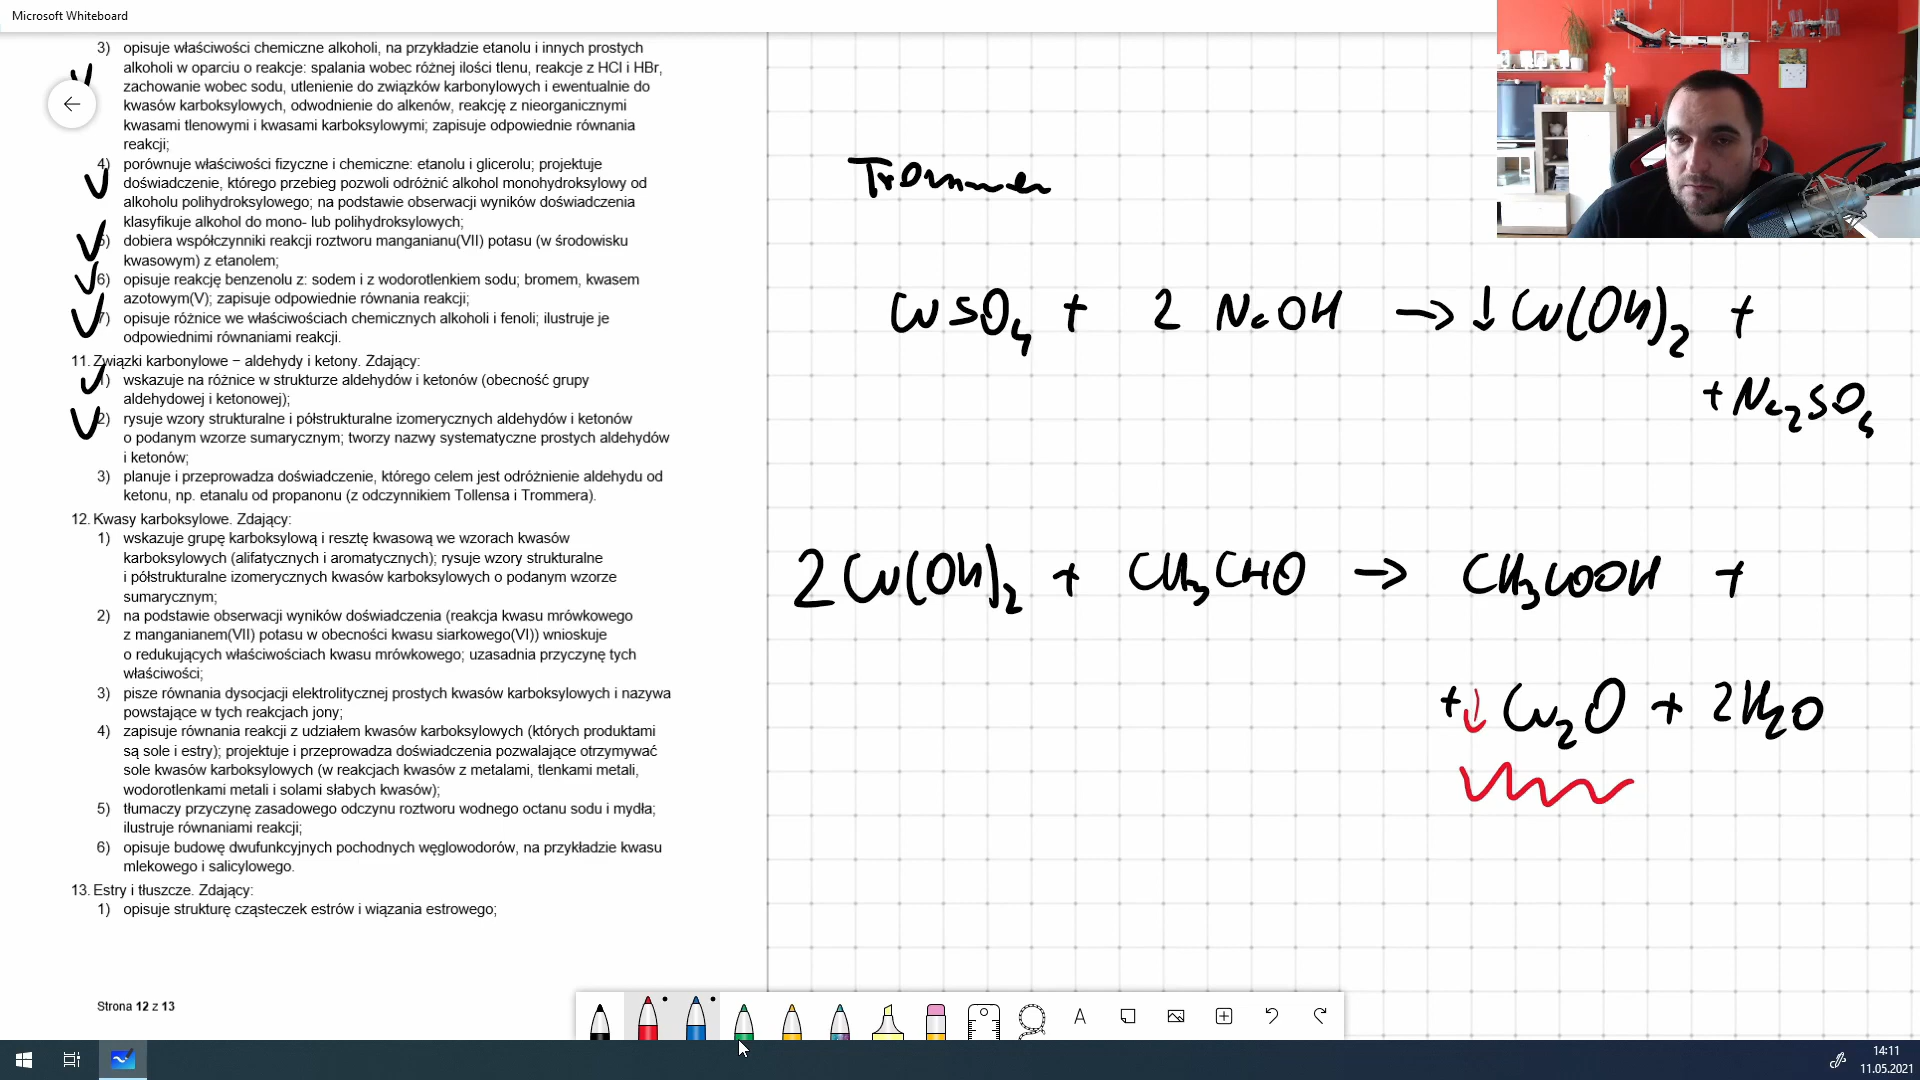 Microsoft Whiteboard
3) opisuje właściwości chemiczne alkoholi, na przykładzie etanolu i innych prostych
alkoholi w oparciu o reakcje: spalania wobec różnej ilości tlenu, reakcje z HCl i HBr,
zachowanie wobec sodu, utlenienie do związków karbonylowych i ewentualnie do
kwasów karboksylowych, odwodnienie do alkenów, reakcję z nieorganicznymi
kwasami tlenowymi i kwasami karboksylowymi; zapisuje odpowiednie równania
reakcji;
4) porównuje właściwości fizyczne i chemiczne: etanolu i glicerolu; projektuje
doświadczenie, którego przebieg pozwoli odróżnić alkohol monohydroksylowy od
alkoholu polihydroksylowego; na podstawie obserwacji wyników doświadczenia
klasyfikuje alkohol do mono- lub polihydroksylowych;
5) dobiera współczynniki reakcji roztworu manganianu(VII) potasu (w środowisku
kwasowym) z etanolem;
6) opisuje reakcję benzenolu z: sodem i z wodorotlenkiem sodu; bromem, kwasem
azotowym(V); zapisuje odpowiednie równania reakcji;
7) opisuje różnice we właściwościach chemicznych alkoholi i fenoli; ilustruje je
odpowiednimi równaniami reakcji.
11. Związki karbonylowe − aldehydy i ketony. Zdający:
1) wskazuje na różnice w strukturze aldehydów i ketonów (obecność grupy
aldehydowej i ketonowej);
2) rysuje wzory strukturalne i półstrukturalne izomerycznych aldehydów i ketonów
o podanym wzorze sumarycznym; tworzy nazwy systematyczne prostych aldehydów
i ketonów;
3) planuje i przeprowadza doświadczenie, którego celem jest odróżnienie aldehydu od
ketonu, np. etanalu od propanonu (z odczynnikiem Tollensa i Trommera).
12. Kwasy karboksylowe. Zdający:
1) wskazuje grupę karboksylową i resztę kwasową we wzorach kwasów
karboksylowych (alifatycznych i aromatycznych); rysuje wzory strukturalne
i półstrukturalne izomerycznych kwasów karboksylowych o podanym wzorze
sumarycznym;
2) na podstawie obserwacji wyników doświadczenia (reakcja kwasu mrówkowego
z manganianem(VII) potasu w obecności kwasu siarkowego(VI)) wnioskuje
o redukujących właściwościach kwasu mrówkowego; uzasadnia przyczynę tych
właściwości;
3) pisze równania dysocjacji elektrolitycznej prostych kwasów karboksylowych i nazywa
powstające w tych reakcjach jony;
4) zapisuje równania reakcji z udziałem kwasów karboksylowych (których produktami
są sole i estry); projektuje i przeprowadza doświadczenia pozwalające otrzymywać
sole kwasów karboksylowych (w reakcjach kwasów z metalami, tlenkami metali,
wodorotlenkami metali i solami słabych kwasów);
5) tłumaczy przyczynę zasadowego odczynu roztworu wodnego octanu sodu i mydła;
ilustruje równaniami reakcji;
6) opisuje budowę dwufunkcyjnych pochodnych węglowodorów, na przykładzie kwasu
mlekowego i salicylowego.
13. Estry i tłuszcze. Zdający:
1) opisuje strukturę cząsteczek estrów i wiązania estrowego;
Strona 12 z 13
Trommer
CuSO₄ + 2 NaOH → ↓Cu(OH)₂ +
+ Na₂SO₄
2Cu(OH)₂ + CH₃CHO → CH₃COOH +
+ ↓ Cu₂O + 2H₂O
14:11
11.05.2021